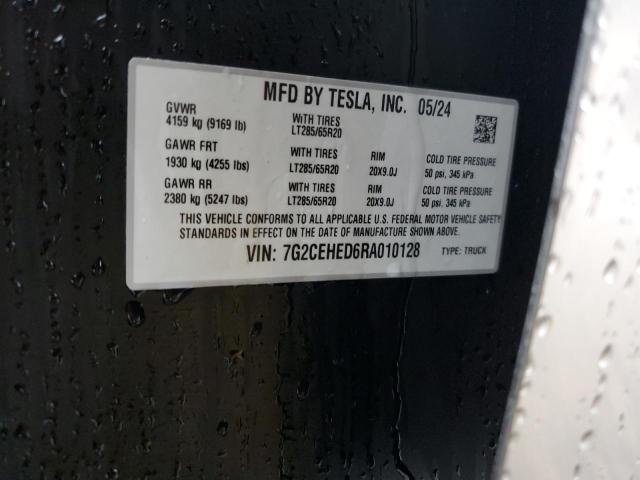 MFD BY TESLA, INC. 05/24
GVWR WITH TIRES
4159 kg (9169 lb) LT285/65R20
GAWR FRT WITH TIRES RIM COLD TIRE PRESSURE
1930 kg (4255 lbs) LT285/65R20 20X9.0J 50 psi, 345 kPa
GAWR RR WITH TIRES RIM COLD TIRE PRESSURE
2380 kg (5247 lbs) LT285/65R20 20X9.0J 50 psi, 345 kPa
THIS VEHICLE CONFORMS TO ALL APPLICABLE U.S. FEDERAL MOTOR VEHICLE SAFETY
STANDARDS IN EFFECT ON THE DATE OF MANUFACTURE SHOWN ABOVE.
VIN: 7G2CEHED6RA010128 TYPE: TRUCK